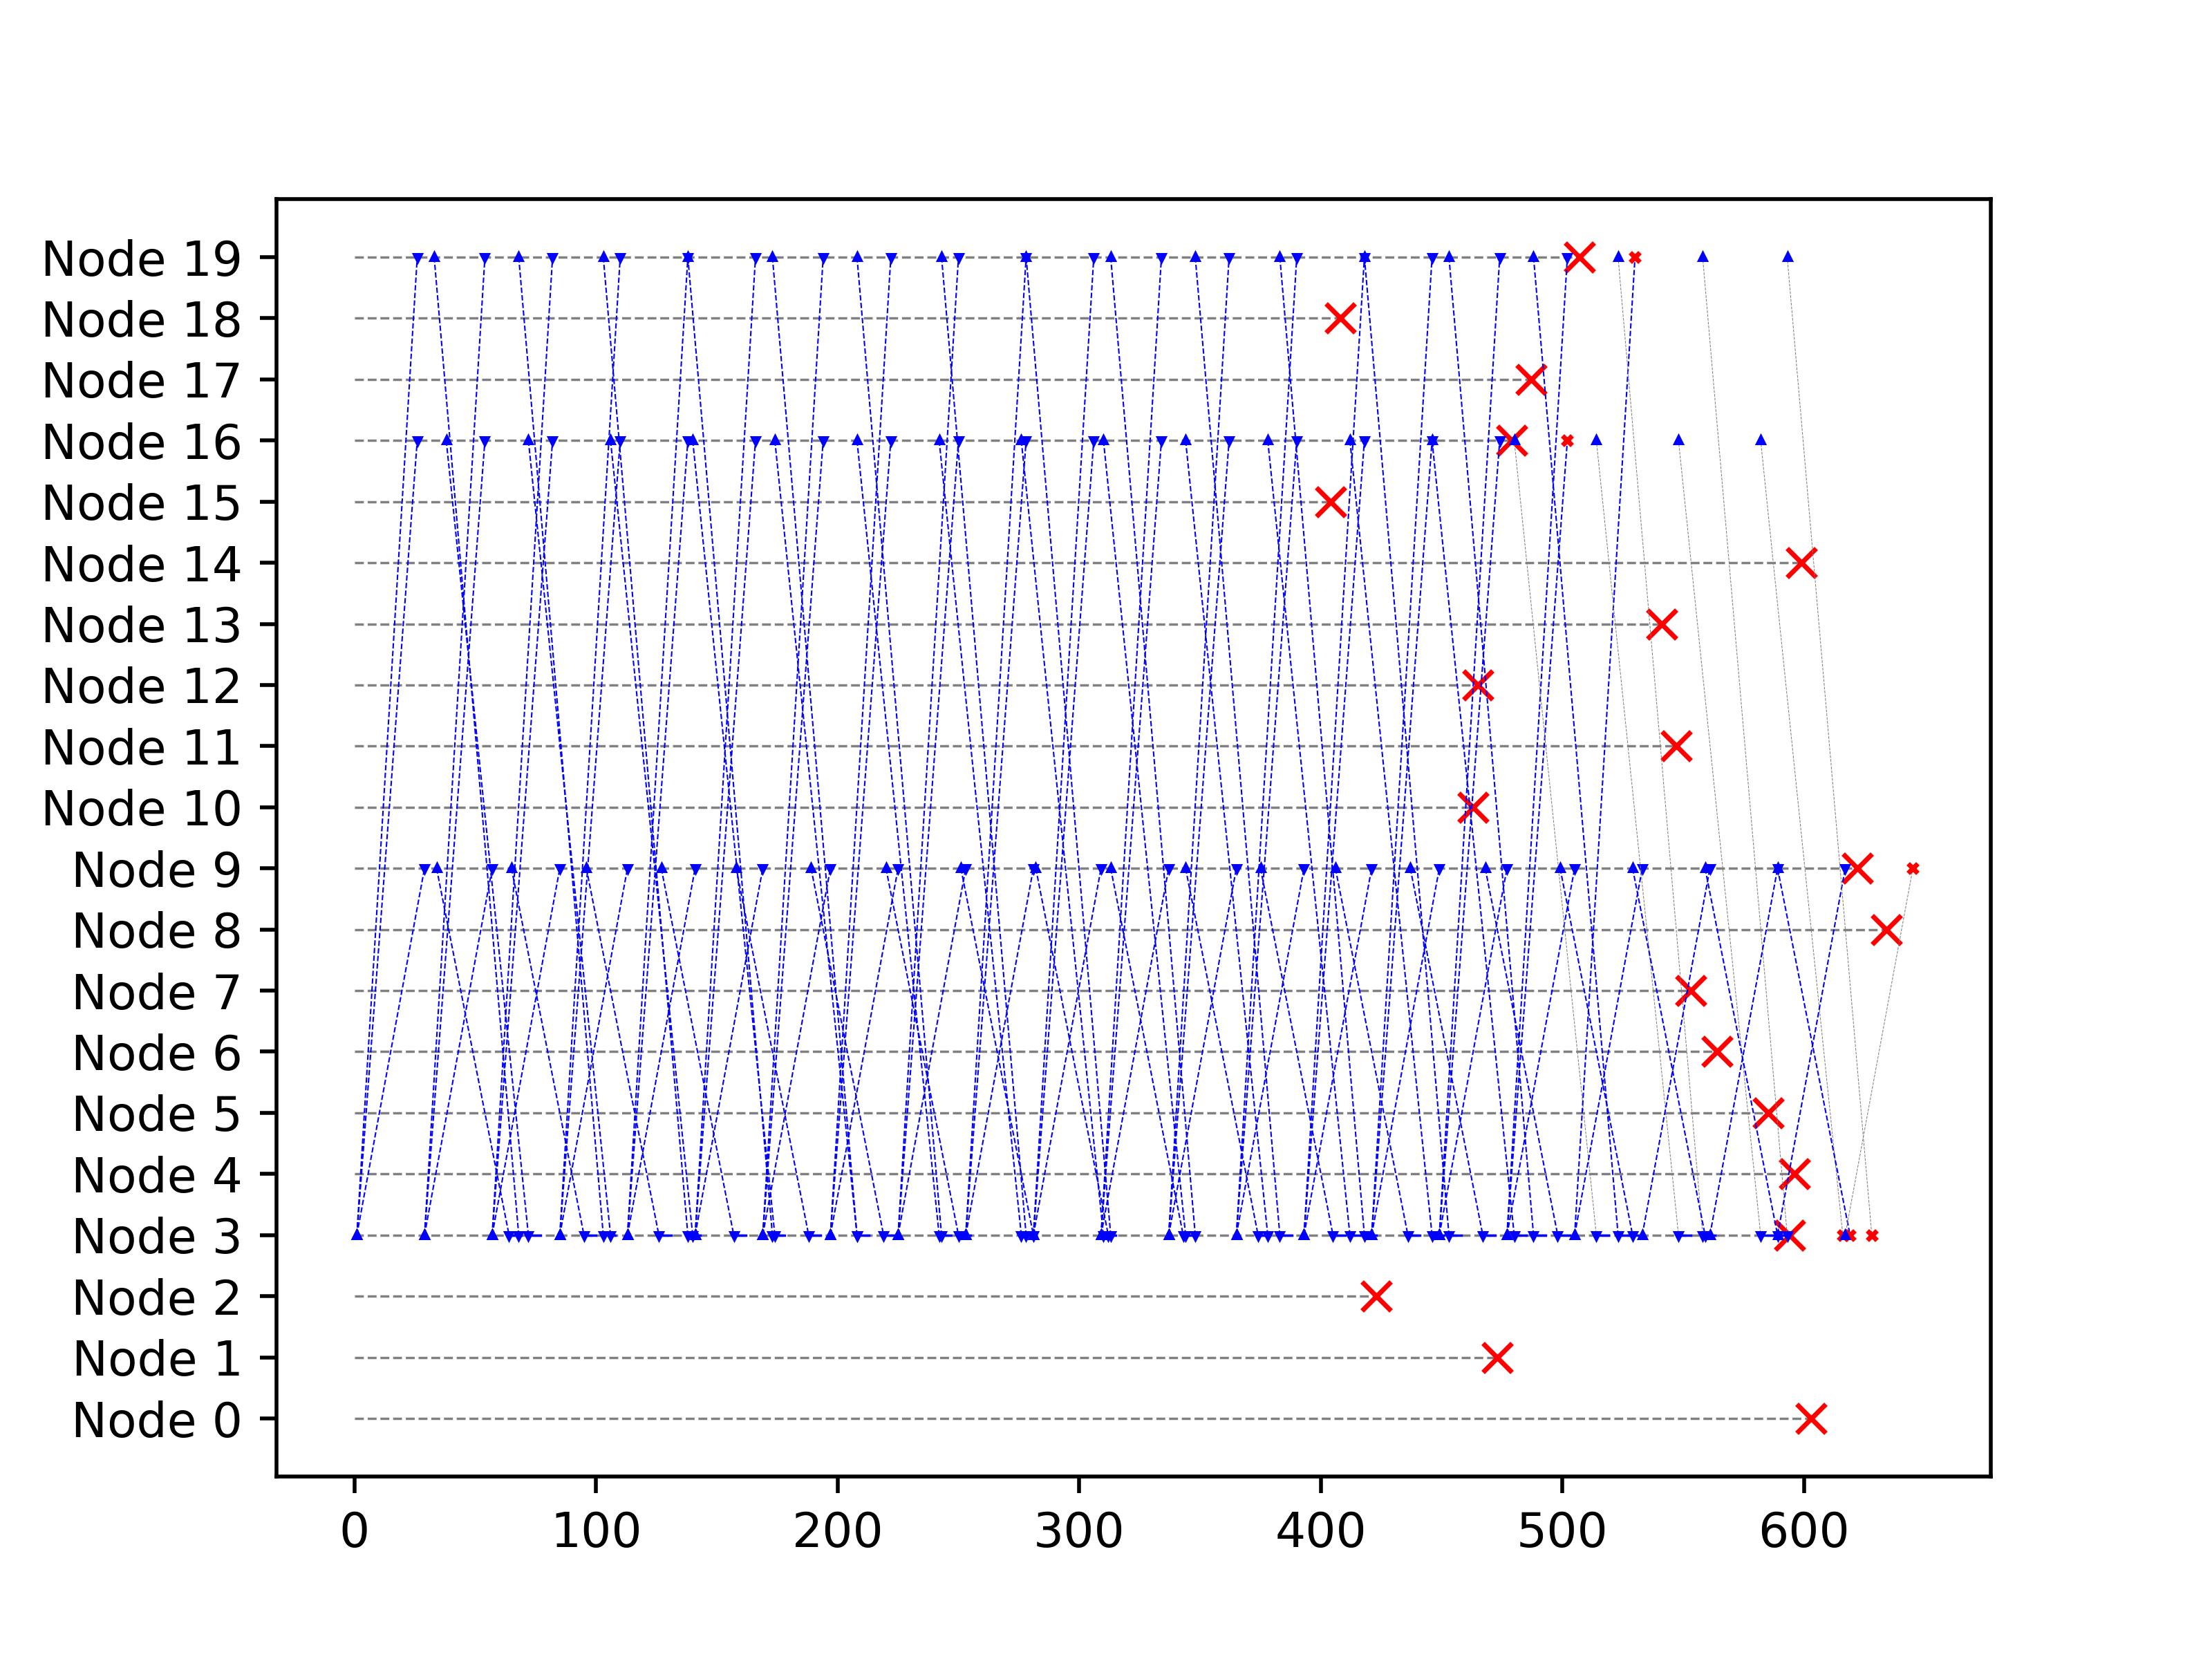 Node 19
Node 18
Node 17
Node 16
Node 15
Node 14
Node 13
Node 12
Node 11
Node 10
Node 9
Node 8
Node 7
Node 6
Node 5
Node 4
Node 3
Node 2
Node 1
Node 0
0 100 200 300 400 500 600